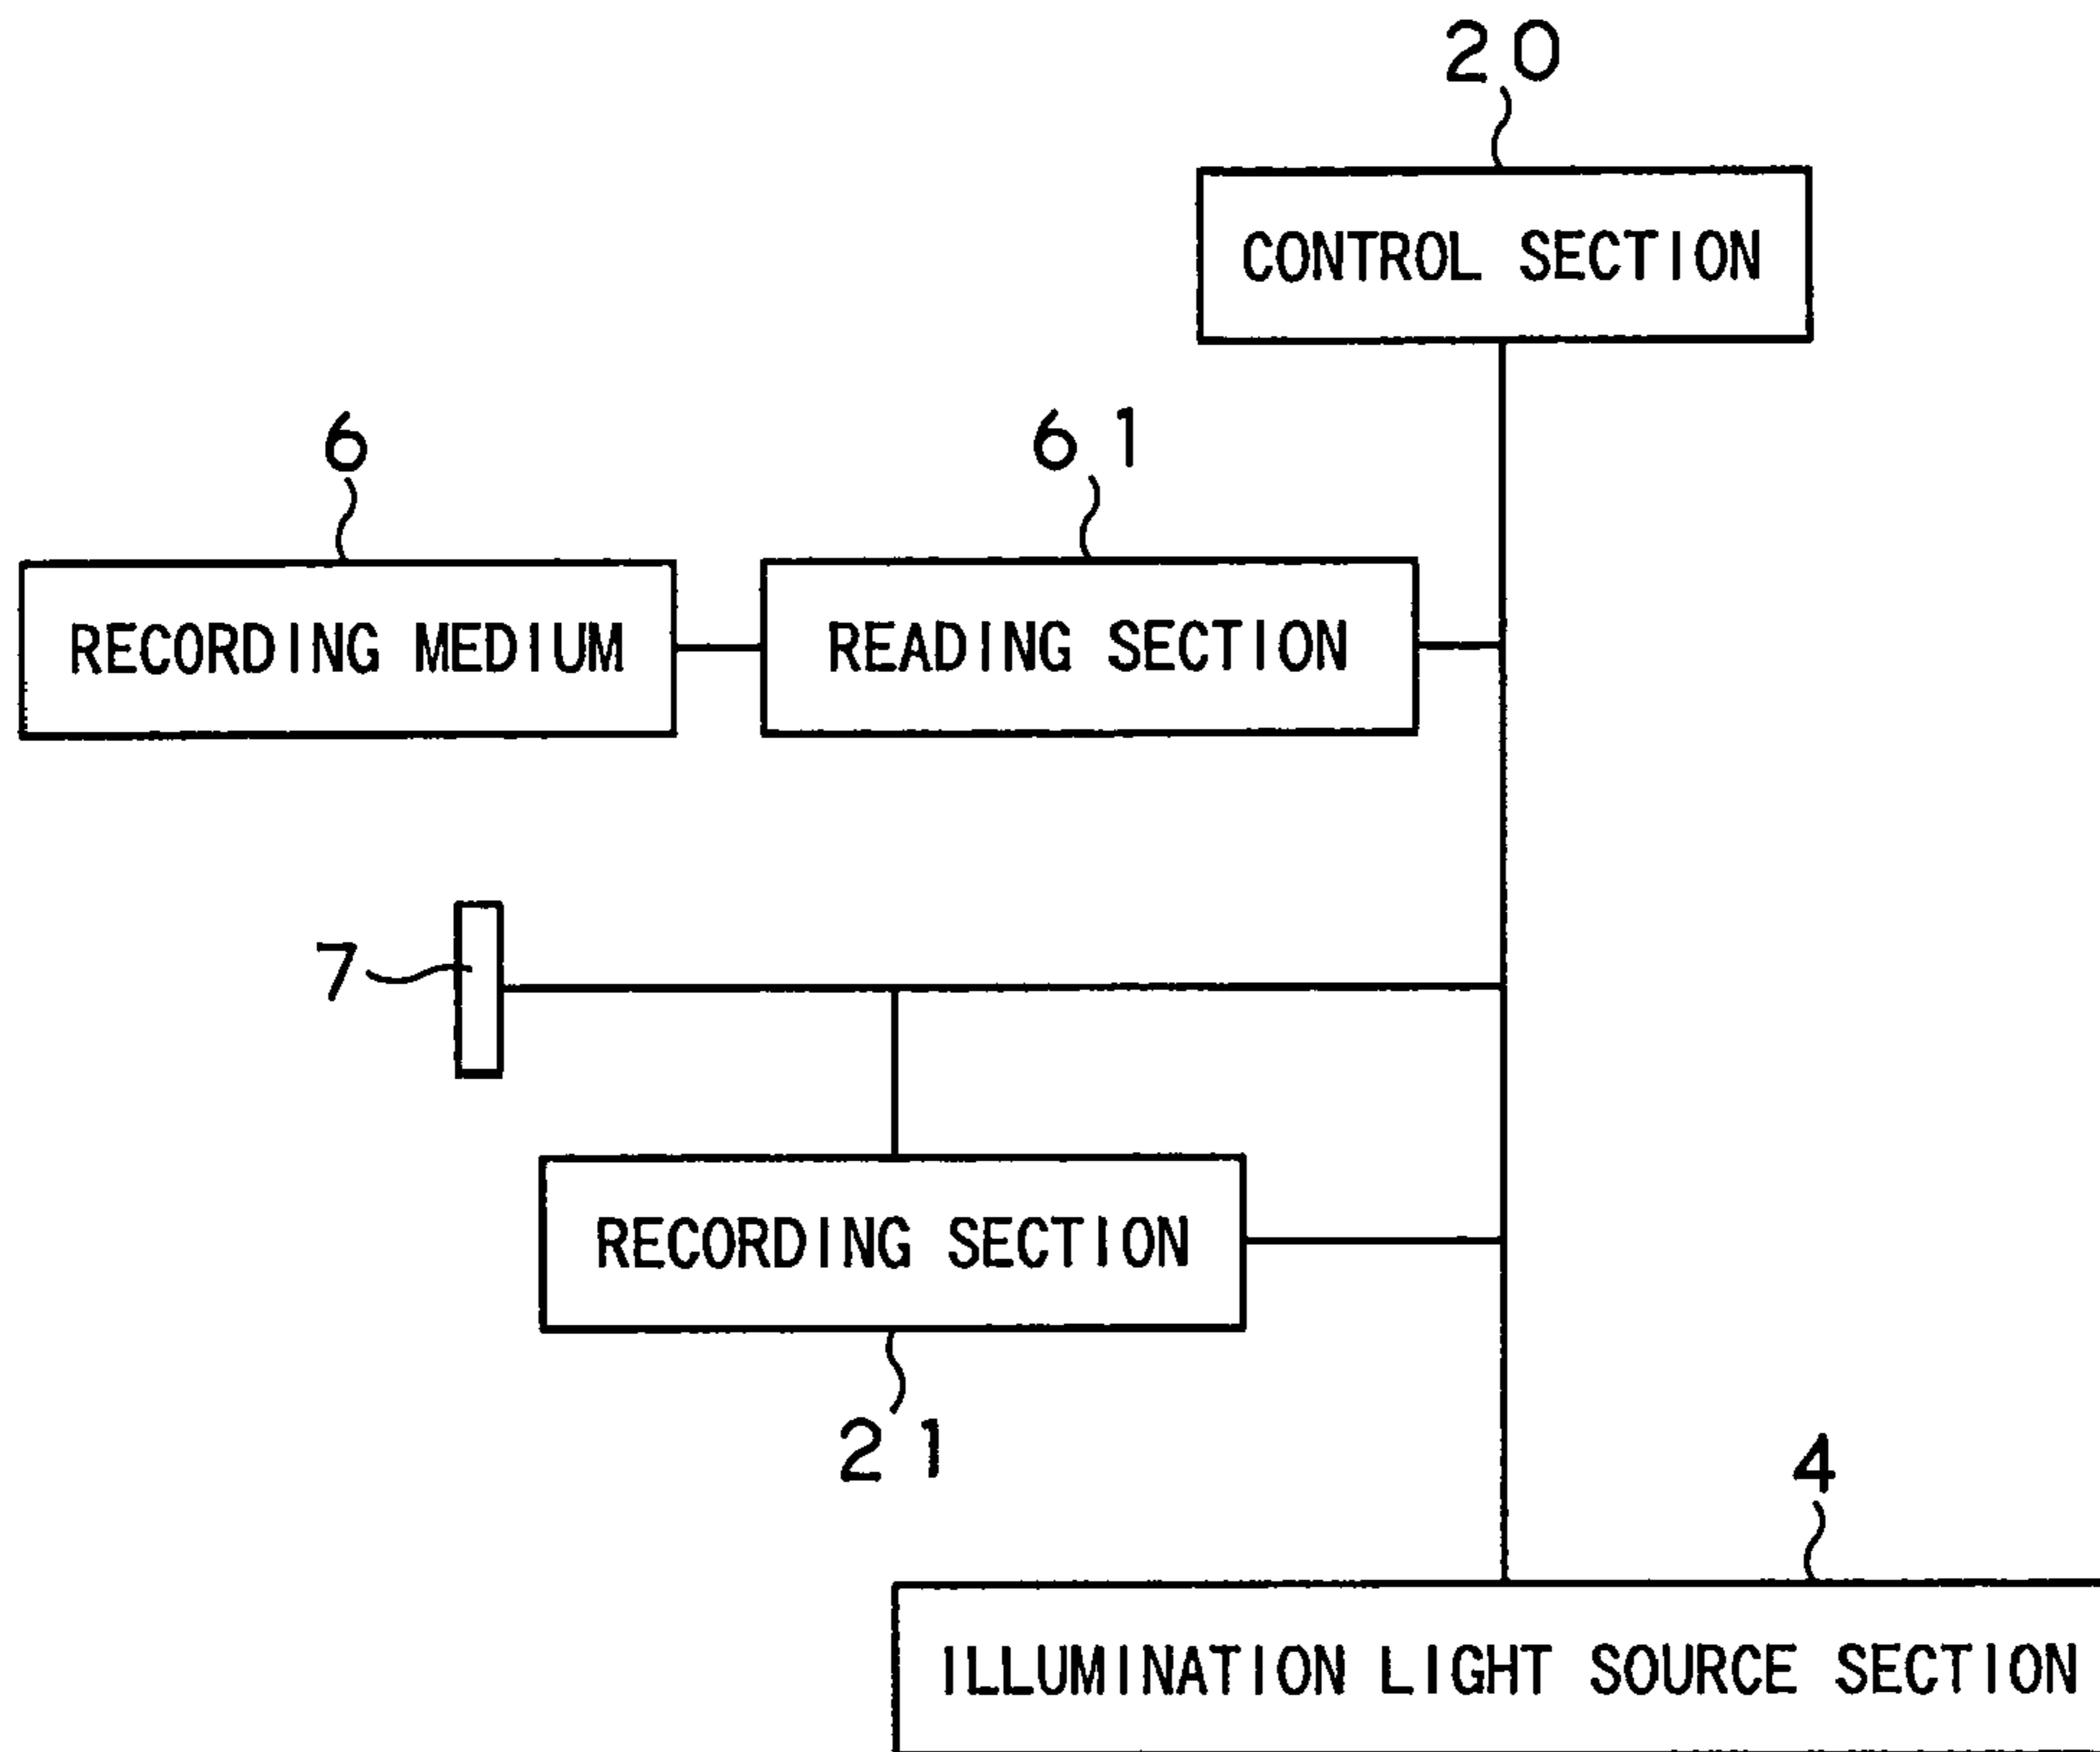 20
CONTROL SECTION
6
61
RECORDING MEDIUM
READING SECTION
7
RECORDING SECTION
21
4
ILLUMINATION LIGHT SOURCE SECTION